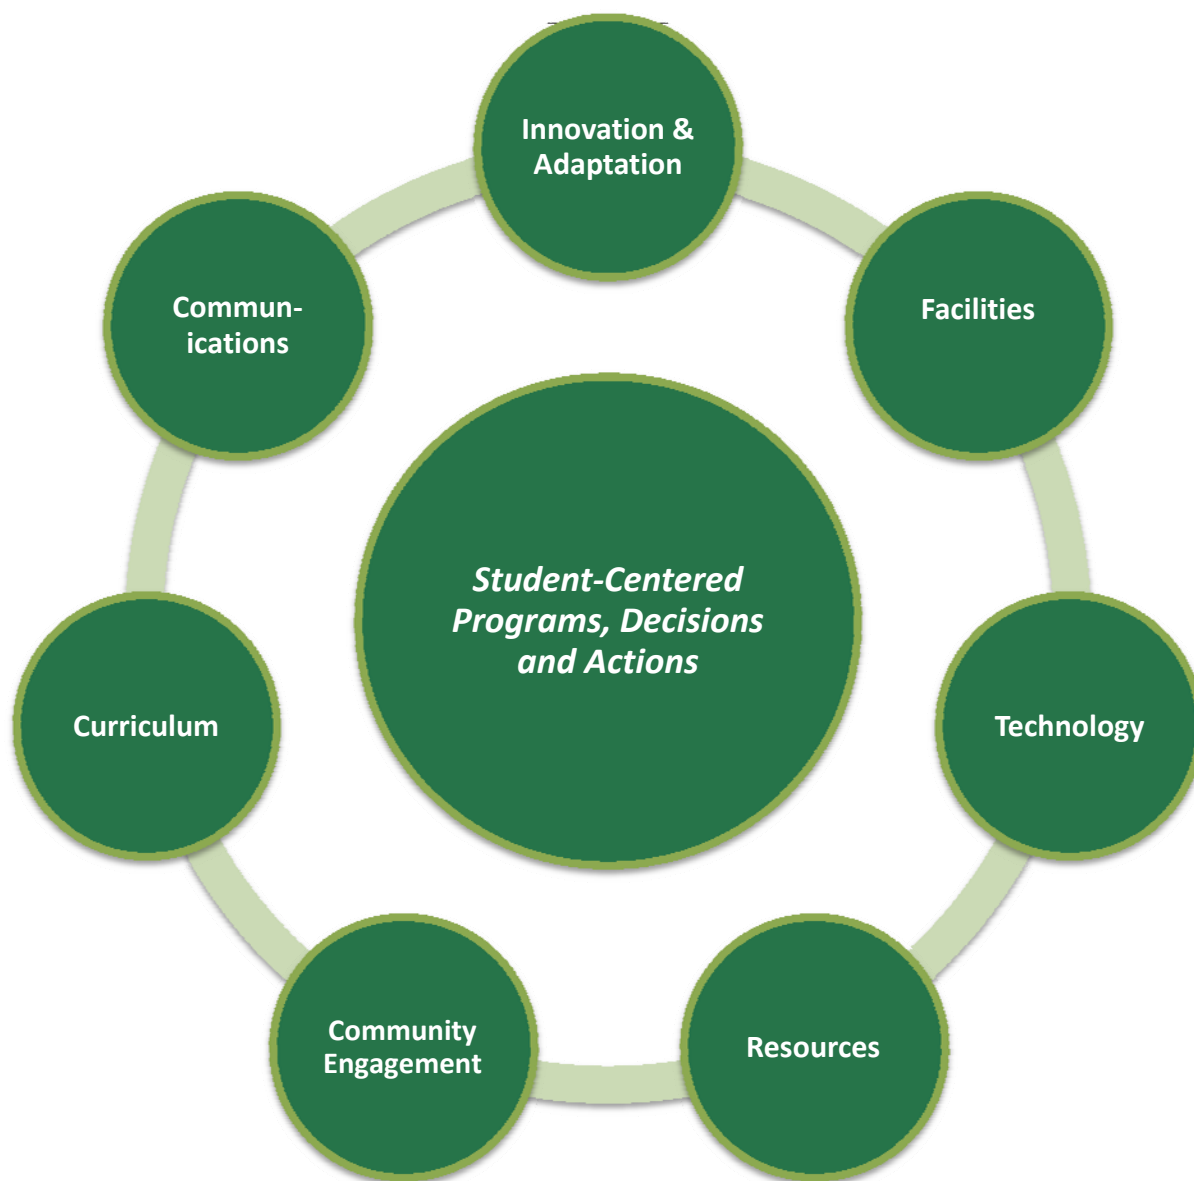 Innovation &
Adaptation
Commun-
ications
Facilities
Student-Centered
Programs, Decisions
and Actions
Curriculum
Technology
Community
Engagement
Resources